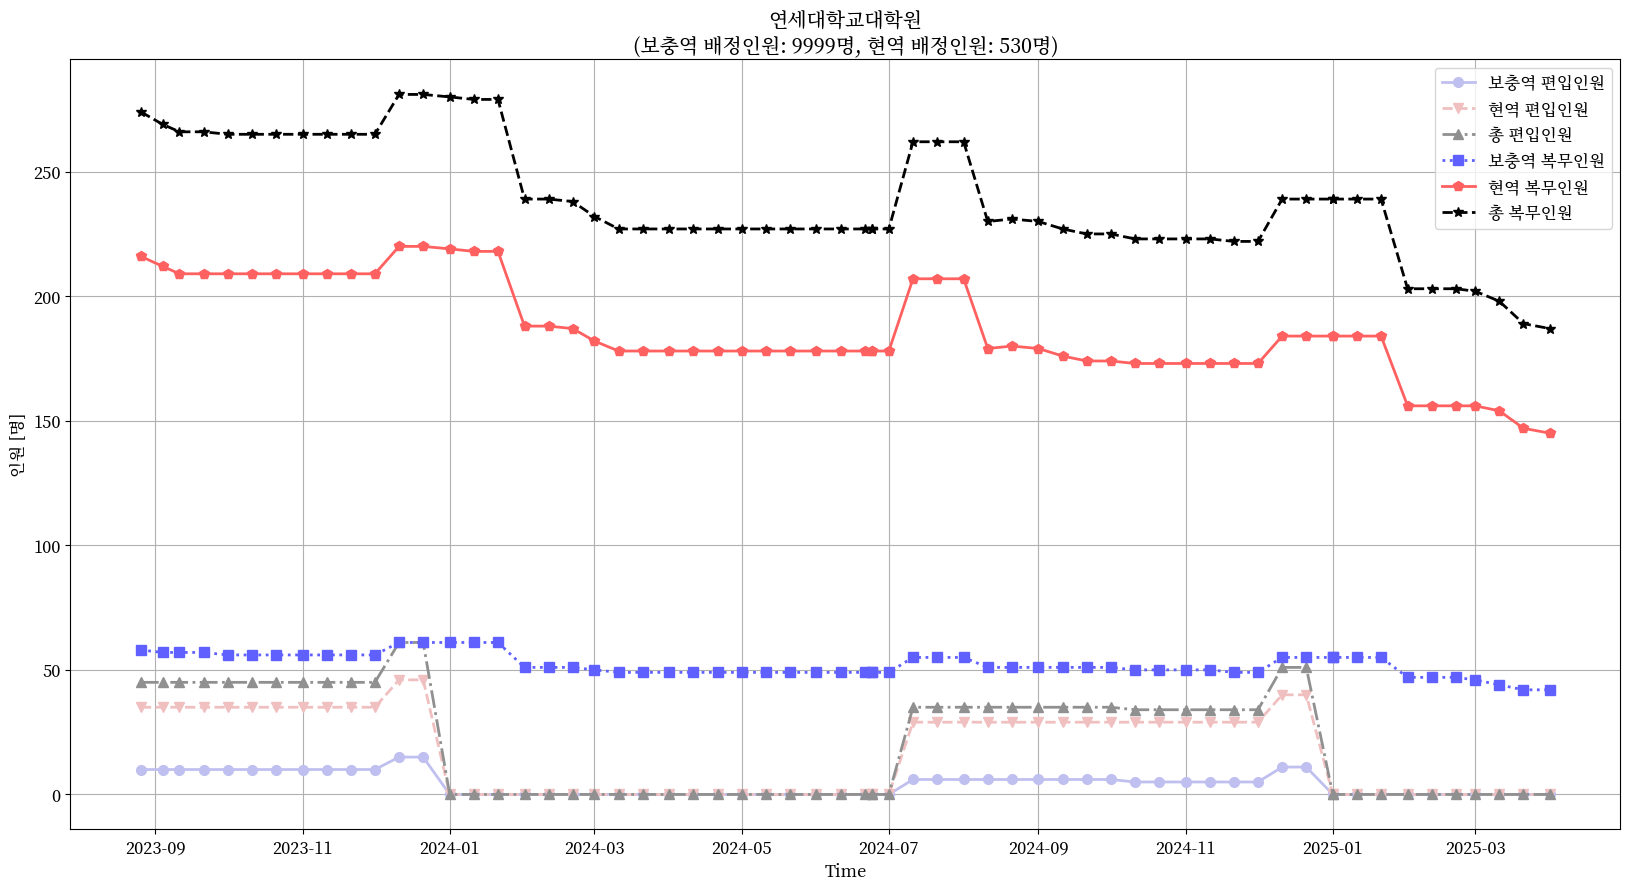 연세대학교대학원
(보충역 배정인원: 9999명, 현역 배정인원: 530명)
보충역 편입인원
현역 편입인원
총 편입인원
보충역 복무인원
현역 복무인원
총 복무인원
인원 [명]
250
200
150
100
50
0
2023-09
2023-11
2024-01
2024-03
2024-05
2024-07
2024-09
2024-11
2025-01
2025-03
Time